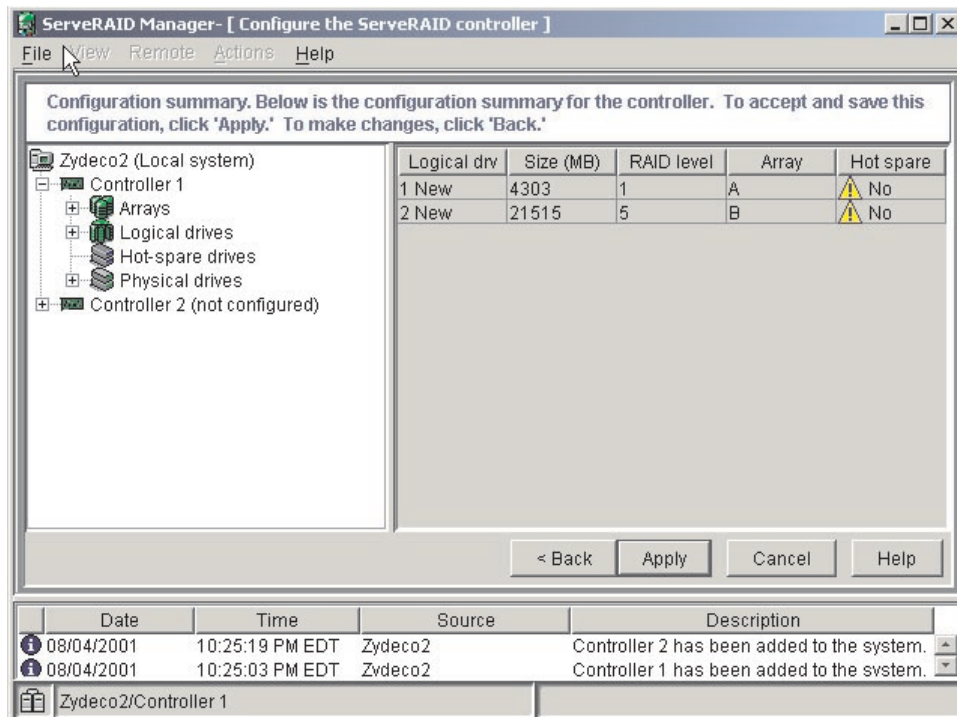 ServeRAID Manager- [ Configure the ServeRAID controller ]
File View Remote Actions Help
Configuration summary. Below is the configuration summary for the controller. To accept and save this
configuration, click 'Apply.' To make changes, click 'Back.'
Zydeco2 (Local system)
Controller 1
Arrays
Logical drives
Hot-spare drives
Physical drives
Controller 2 (not configured)
Logical drv Size (MB) RAID level Array Hot spare
1 New 4303 1 A No
2 New 21515 5 B No
< Back Apply Cancel Help
Date Time Source Description
08/04/2001 10:25:19 PM EDT Zydeco2 Controller 2 has been added to the system.
08/04/2001 10:25:03 PM EDT Zydeco2 Controller 1 has been added to the system.
Zydeco2/Controller 1